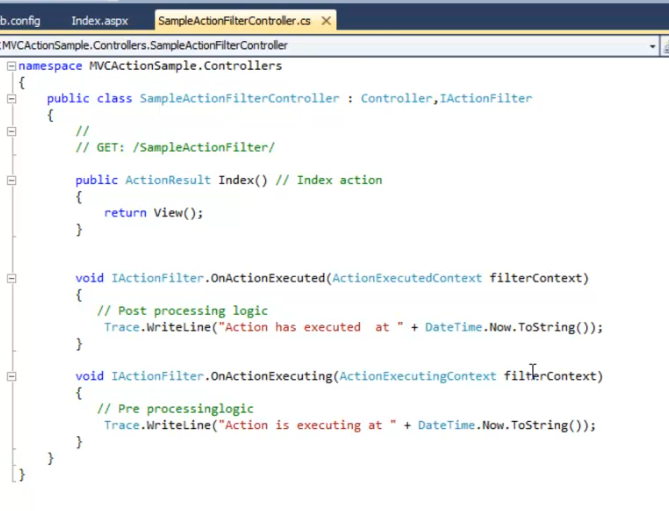 b.config Index.aspx SampleActionFilterController.cs
MVCActionSample.Controllers.SampleActionFilterController
namespace MVCActionSample.Controllers
{
public class SampleActionFilterController : Controller,IActionFilter
{
//
// GET: /SampleActionFilter/
public ActionResult Index() // Index action
{
return View();
}
void IActionFilter.OnActionExecuted(ActionExecutedContext filterContext)
{
// Post processing logic
Trace.WriteLine("Action has executed  at " + DateTime.Now.ToString());
}
void IActionFilter.OnActionExecuting(ActionExecutingContext filterContext)
{
// Pre processinglogic
Trace.WriteLine("Action is executing at " + DateTime.Now.ToString());
}
}
}